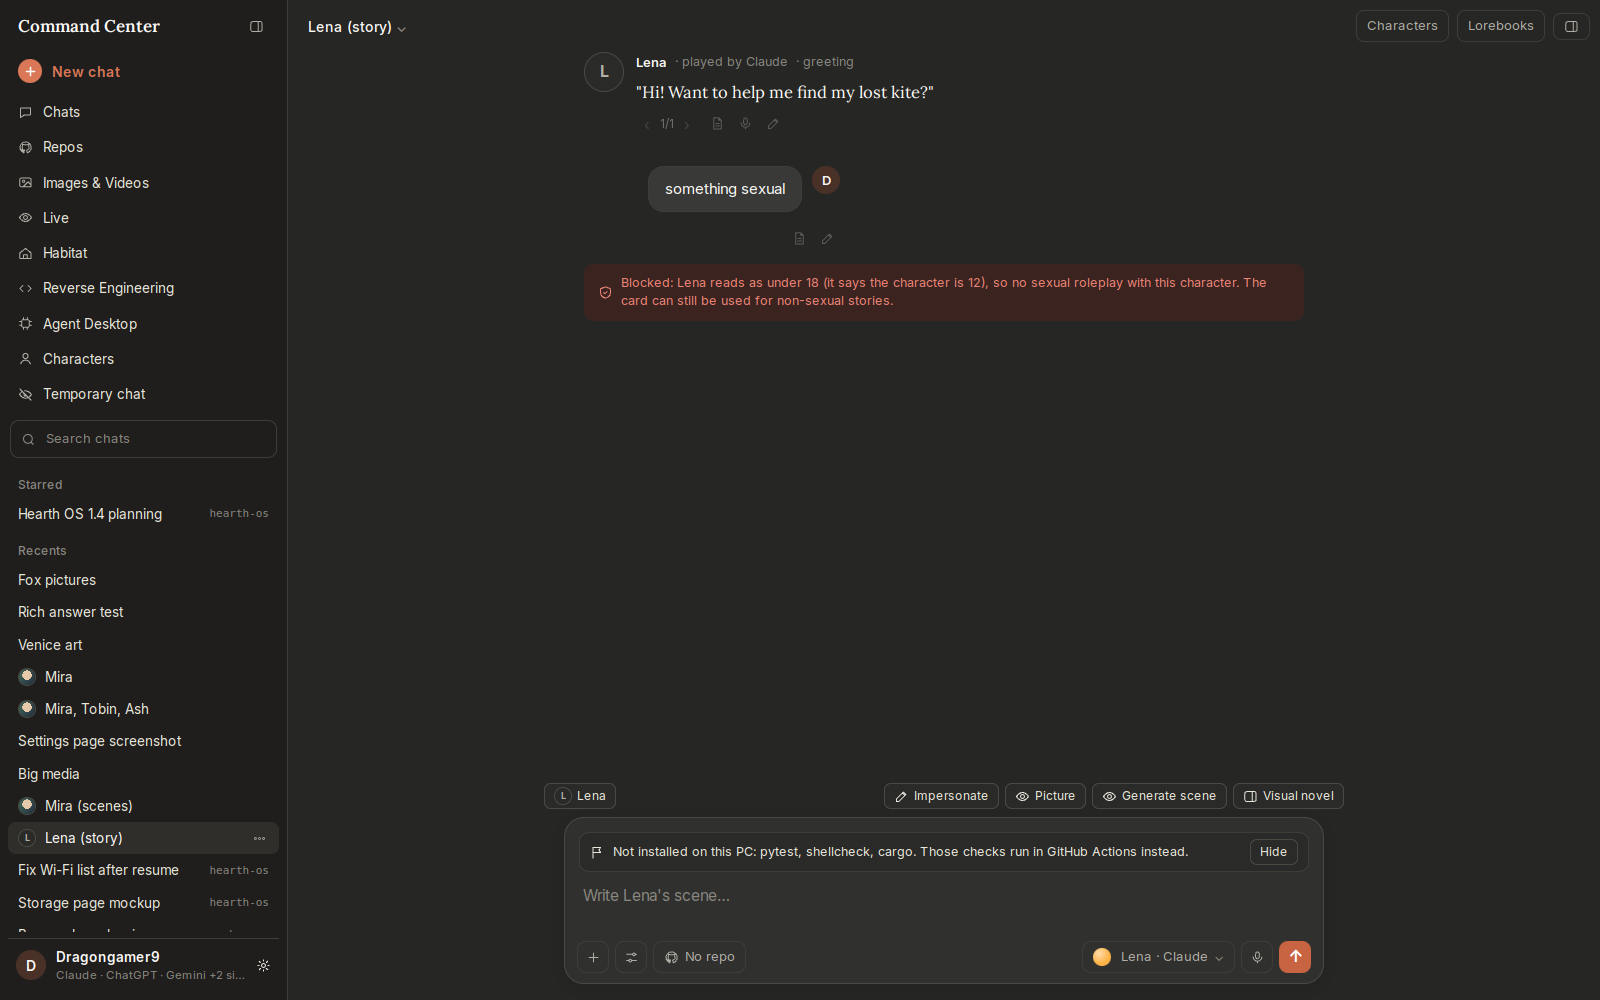 Command Center
New chat
Chats
Repos
Images & Videos
Live
Habitat
Reverse Engineering
Agent Desktop
Characters
Temporary chat
Search chats
Starred
Hearth OS 1.4 planning hearth-os
Recents
Fox pictures
Rich answer test
Venice art
Mira
Mira, Tobin, Ash
Settings page screenshot
Big media
Mira (scenes)
L Lena (story)
Fix Wi-Fi list after resume hearth-os
Storage page mockup hearth-os
D Dragongamer9
Claude · ChatGPT · Gemini +2 si...
Lena (story)
Characters Lorebooks
L Lena · played by Claude · greeting
"Hi! Want to help me find my lost kite?"
‹ 1/1 ›
something sexual D
Blocked: Lena reads as under 18 (it says the character is 12), so no sexual roleplay with this character. The
card can still be used for non-sexual stories.
L Lena Impersonate Picture Generate scene Visual novel
Not installed on this PC: pytest, shellcheck, cargo. Those checks run in GitHub Actions instead. Hide
Write Lena's scene...
No repo Lena · Claude